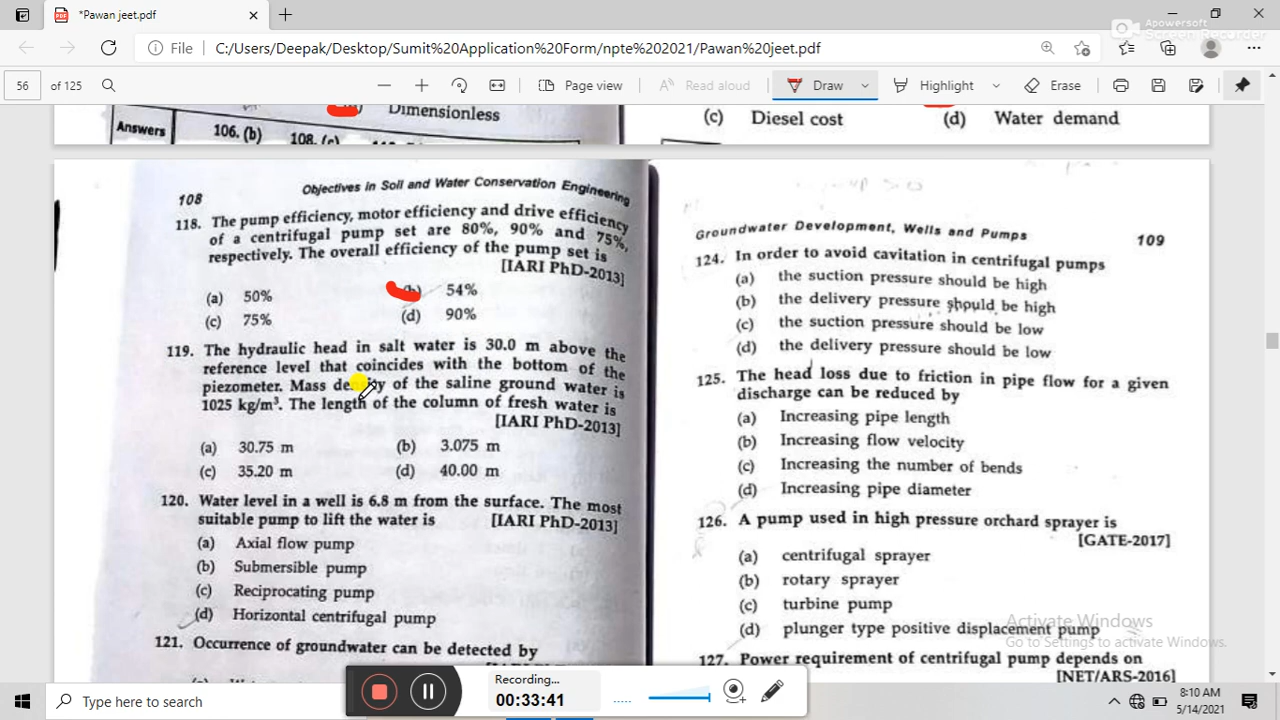 *Pawan jeet.pdf
Apowersoft
Screen Recorder
File
C:/Users/Deepak/Desktop/Sumit%20Application%20Form/npte%202021/Pawan%20jeet.pdf
56 of 125
Page view
Read aloud
Draw
Highlight
Erase
Dimensionless
Answers 106. (b) 108. (c)
(c) Diesel cost (d) Water demand
108 Objectives in Soil and Water Conservation Engineering
118. The pump efficiency, motor efficiency and drive efficiency
of a centrifugal pump set are 80%, 90% and 75%,
respectively. The overall efficiency of the pump set is
[IARI PhD-2013]
(a) 50% (b) 54%
(c) 75% (d) 90%
119. The hydraulic head in salt water is 30.0 m above the
reference level that coincides with the bottom of the
piezometer. Mass density of the saline ground water is
1025 kg/m³. The length of the column of fresh water is
[IARI PhD-2013]
(a) 30.75 m (b) 3.075 m
(c) 35.20 m (d) 40.00 m
120. Water level in a well is 6.8 m from the surface. The most
suitable pump to lift the water is [IARI PhD-2013]
(a) Axial flow pump
(b) Submersible pump
(c) Reciprocating pump
(d) Horizontal centrifugal pump
121. Occurrence of groundwater can be detected by
Groundwater Development, Wells and Pumps 109
124. In order to avoid cavitation in centrifugal pumps
(a) the suction pressure should be high
(b) the delivery pressure should be high
(c) the suction pressure should be low
(d) the delivery pressure should be low
125. The head loss due to friction in pipe flow for a given
discharge can be reduced by
(a) Increasing pipe length
(b) Increasing flow velocity
(c) Increasing the number of bends
(d) Increasing pipe diameter
126. A pump used in high pressure orchard sprayer is
[GATE-2017]
(a) centrifugal sprayer
(b) rotary sprayer
(c) turbine pump
(d) plunger type positive displacement pump
127. Power requirement of centrifugal pump depends on
[NET/ARS-2016]
Activate Windows
Go to Settings to activate Windows.
Recording...
00:33:41
Type here to search
8:10 AM
5/14/2021